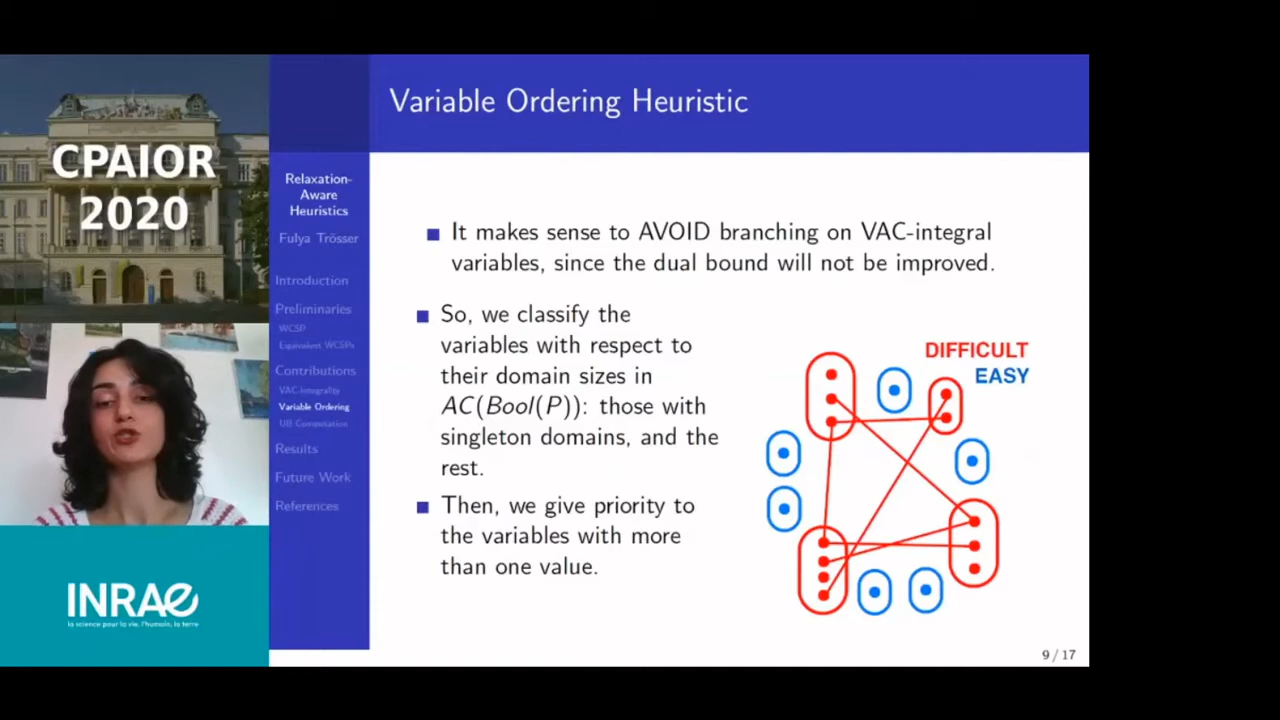 CPAIOR
2020
INRAE
la science pour la vie, l'humain, la terre
Relaxation-
Aware
Heuristics
Fulya Trösser
Introduction
Preliminaries
WCSP
Equivalent WCSPs
Contributions
VAC-Integrality
Variable Ordering
UB Computation
Results
Future Work
References
Variable Ordering Heuristic
It makes sense to AVOID branching on VAC-integral
variables, since the dual bound will not be improved.
So, we classify the
variables with respect to
their domain sizes in
AC(Bool(P)): those with
singleton domains, and the
rest.
Then, we give priority to
the variables with more
than one value.
DIFFICULT
EASY
9 / 17